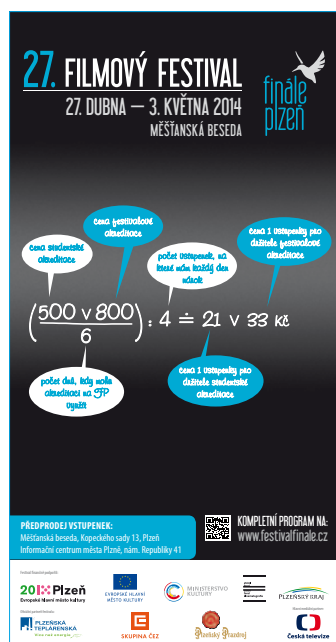 27. FILMOVÝ FESTIVAL
27. DUBNA – 3. KVĚTNA 2014
MĚŠŤANSKÁ BESEDA
finále
plzeň
cena festivalové
akreditace
cena studentské
akreditace
počet vstupenek, na
které mám každý den
nárok
cena 1 vstupenky pro
držitele festivalové
akreditace
(500 v 800
6
) : 4 ≐ 21 v 33 Kč
počet dnů, kdy mohu
akreditaci na FP
využít
cena 1 vstupenky pro
držitele studentské
akreditace
PŘEDPRODEJ VSTUPENEK:
Měšťanská beseda, Kopeckého sady 13, Plzeň
Informační centrum města Plzně, nám. Republiky 41
KOMPLETNÍ PROGRAM NA:
www.festivalfinale.cz
Plzeň
Evropské hlavní město kultury
EVROPSKÉ HLAVNÍ
MĚSTO KULTURY
MINISTERSTVO
KULTURY
PLZEŇSKÝ KRAJ
PLZEŇSKÁ
TEPLÁRENSKÁ
SKUPINA ČEZ
Plzeňský Prazdroj
Česká televize